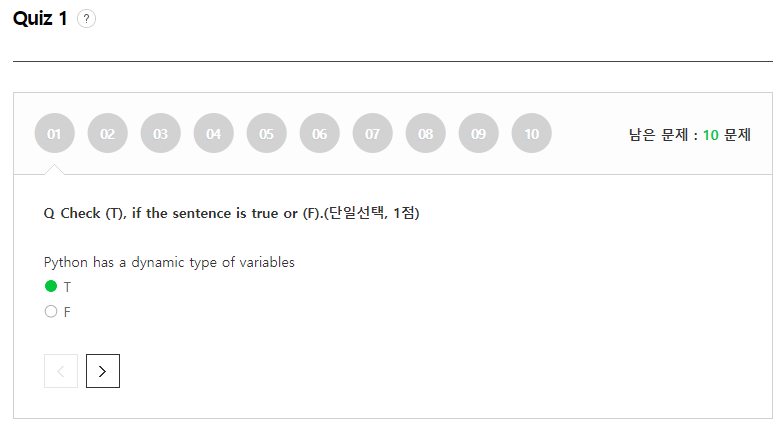 Quiz 1 ?
01 02 03 04 05 06 07 08 09 10 남은 문제 : 10 문제
Q Check (T), if the sentence is true or (F).(단일선택, 1점)
Python has a dynamic type of variables
T
F